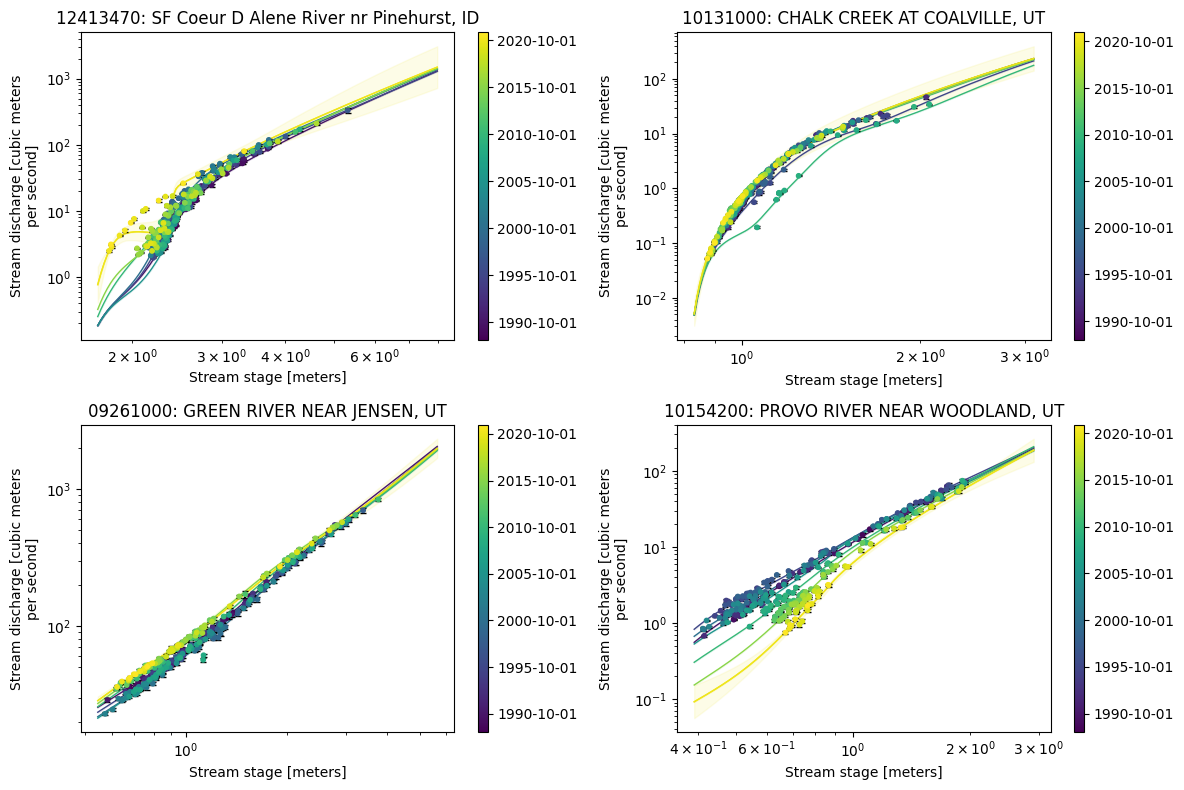 12413470: SF Coeur D Alene River nr Pinehurst, ID
10³
10²
10¹
10⁰
Stream discharge [cubic meters
per second]
2 × 10⁰
3 × 10⁰
4 × 10⁰
6 × 10⁰
Stream stage [meters]
2020-10-01
2015-10-01
2010-10-01
2005-10-01
2000-10-01
1995-10-01
1990-10-01
10131000: CHALK CREEK AT COALVILLE, UT
10²
10¹
10⁰
10⁻¹
10⁻²
Stream discharge [cubic meters
per second]
10⁰
2 × 10⁰
3 × 10⁰
Stream stage [meters]
2020-10-01
2015-10-01
2010-10-01
2005-10-01
2000-10-01
1995-10-01
1990-10-01
09261000: GREEN RIVER NEAR JENSEN, UT
10³
10²
Stream discharge [cubic meters
per second]
10⁰
Stream stage [meters]
2020-10-01
2015-10-01
2010-10-01
2005-10-01
2000-10-01
1995-10-01
1990-10-01
10154200: PROVO RIVER NEAR WOODLAND, UT
10²
10¹
10⁰
10⁻¹
Stream discharge [cubic meters
per second]
4 × 10⁻¹
6 × 10⁻¹
10⁰
2 × 10⁰
3 × 10⁰
Stream stage [meters]
2020-10-01
2015-10-01
2010-10-01
2005-10-01
2000-10-01
1995-10-01
1990-10-01